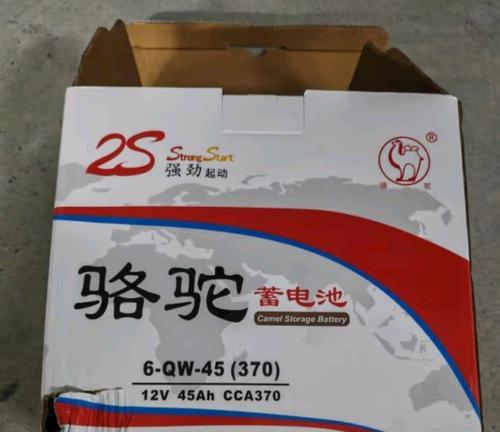 2S
Strong Start
强劲起动
®
骆 驼
骆驼
蓄电池
Camel Storage Battery
6-QW-45 (370)
12V 45Ah CCA370